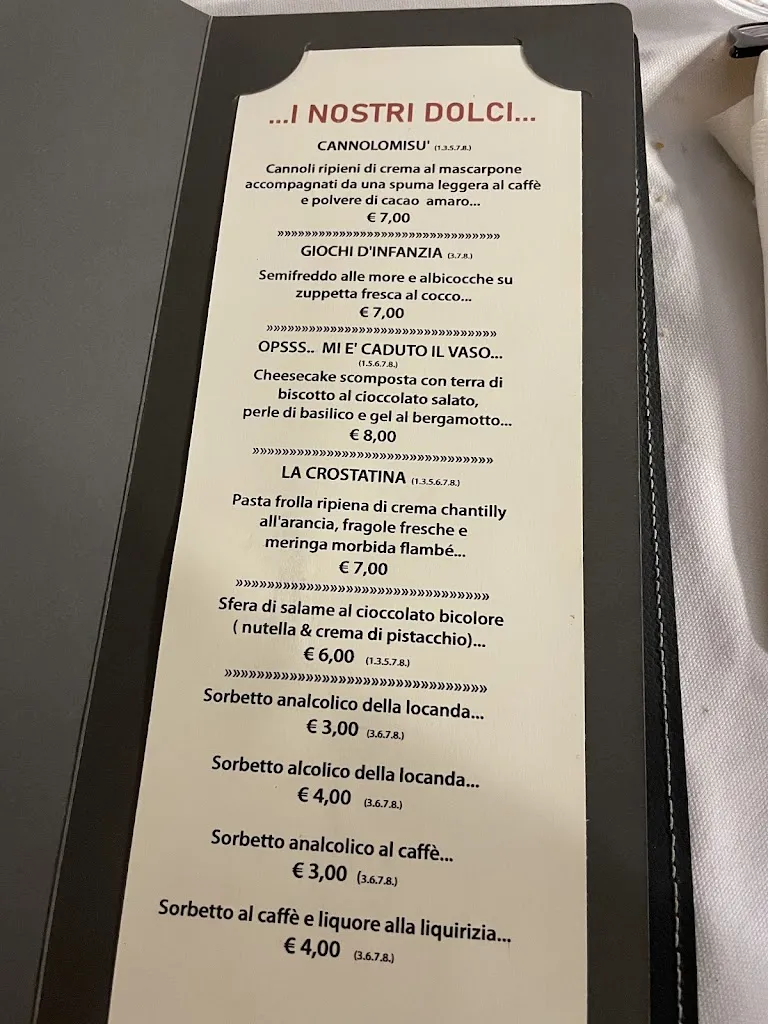 ...I NOSTRI DOLCI...
CANNOLOMISU' (1.3.5.7.8.)
Cannoli ripieni di crema al mascarpone
accompagnati da una spuma leggera al caffè
e polvere di cacao amaro...
€ 7,00
»»»»»»»»»»»»»»»»»»»»»»»»»»»»»»
GIOCHI D'INFANZIA (3.7.8.)
Semifreddo alle more e albicocche su
zuppetta fresca al cocco...
€ 7,00
»»»»»»»»»»»»»»»»»»»»»»»»»»»»»»
OPSSS.. MI E' CADUTO IL VASO...
(1.5.6.7.8.)
Cheesecake scomposta con terra di
biscotto al cioccolato salato,
perle di basilico e gel al bergamotto...
€ 8,00
»»»»»»»»»»»»»»»»»»»»»»»»»»»»»»
LA CROSTATINA (1.3.5.6.7.8.)
Pasta frolla ripiena di crema chantilly
all'arancia, fragole fresche e
meringa morbida flambé...
€ 7,00
»»»»»»»»»»»»»»»»»»»»»»»»»»»»»»
Sfera di salame al cioccolato bicolore
( nutella & crema di pistacchio)...
€ 6,00 (1.3.5.7.8.)
»»»»»»»»»»»»»»»»»»»»»»»»»»»»»»
Sorbetto analcolico della locanda...
€ 3,00 (3.6.7.8.)
Sorbetto alcolico della locanda...
€ 4,00 (3.6.7.8.)
Sorbetto analcolico al caffè...
€ 3,00 (3.6.7.8.)
Sorbetto al caffè e liquore alla liquirizia...
€ 4,00 (3.6.7.8.)